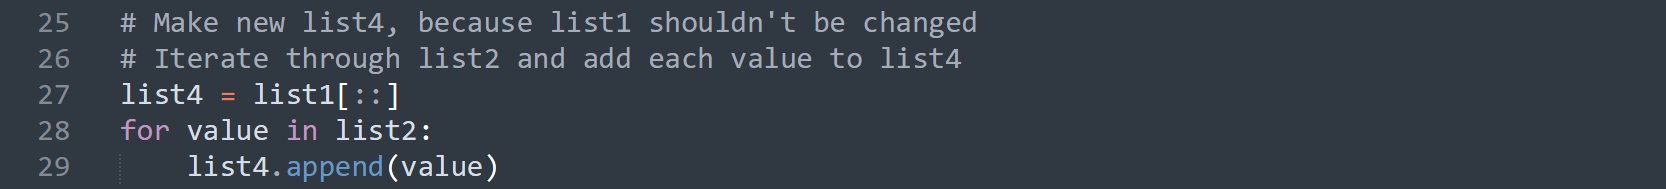 25 # Make new list4, because list1 shouldn't be changed
26 # Iterate through list2 and add each value to list4
27 list4 = list1[::]
28 for value in list2:
29     list4.append(value)